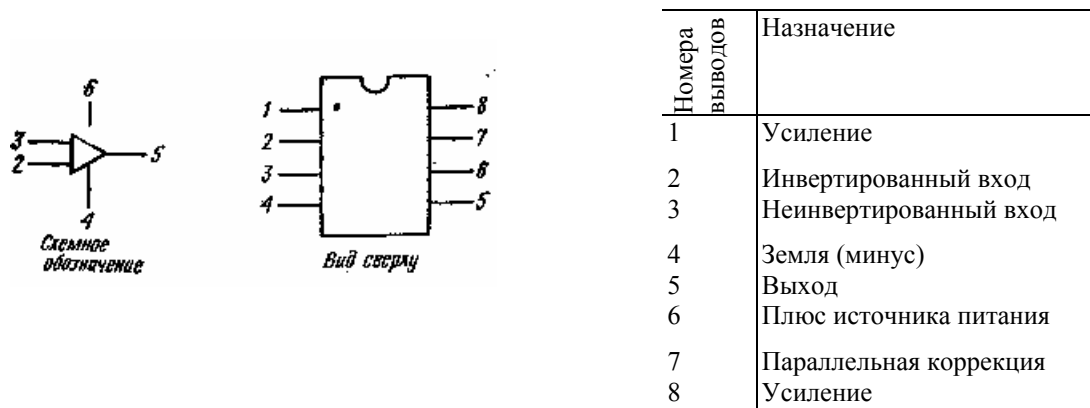 6
3
2
5
4
Схемное
обозначение
1
2
3
4
8
7
6
5
Вид сверху
Номера
выводов
Назначение
1 Усиление
2 Инвертированный вход
3 Неинвертированный вход
4 Земля (минус)
5 Выход
6 Плюс источника питания
7 Параллельная коррекция
8 Усиление